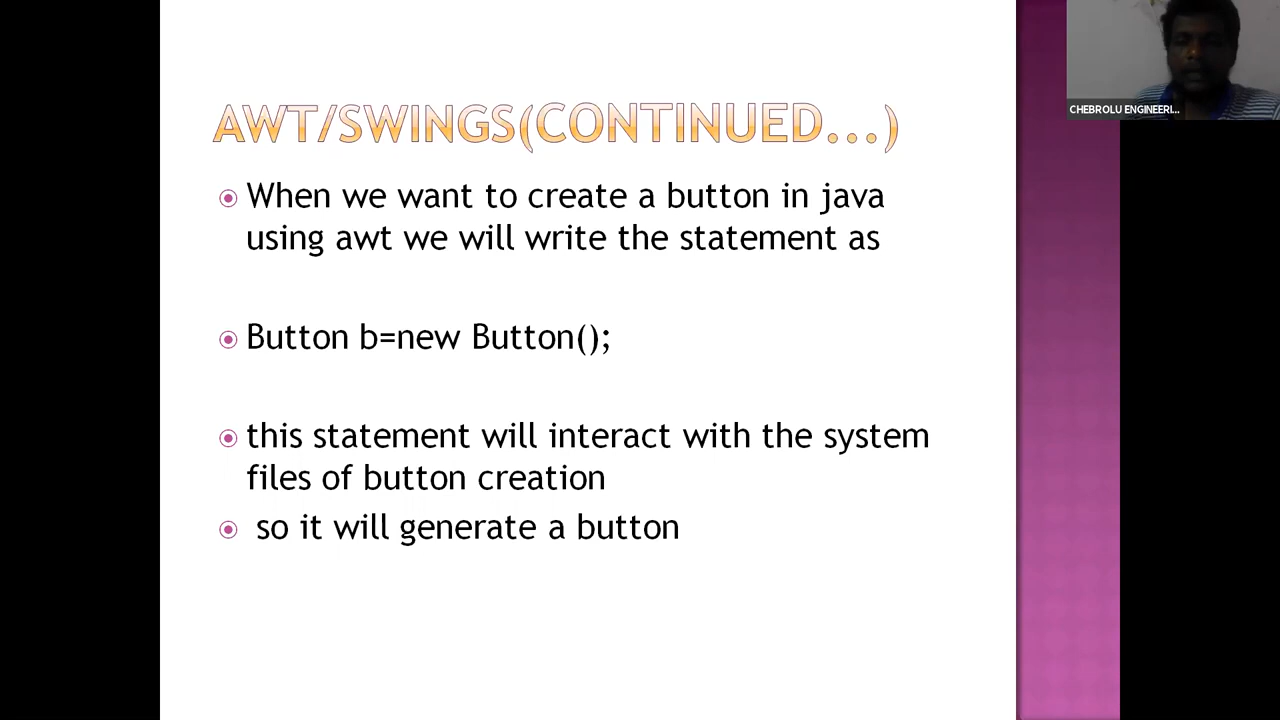 AWT/SWINGS(CONTINUED...)
When we want to create a button in java
using awt we will write the statement as
Button b=new Button();
this statement will interact with the system
files of button creation
so it will generate a button
CHEBROLU ENGINEERI...